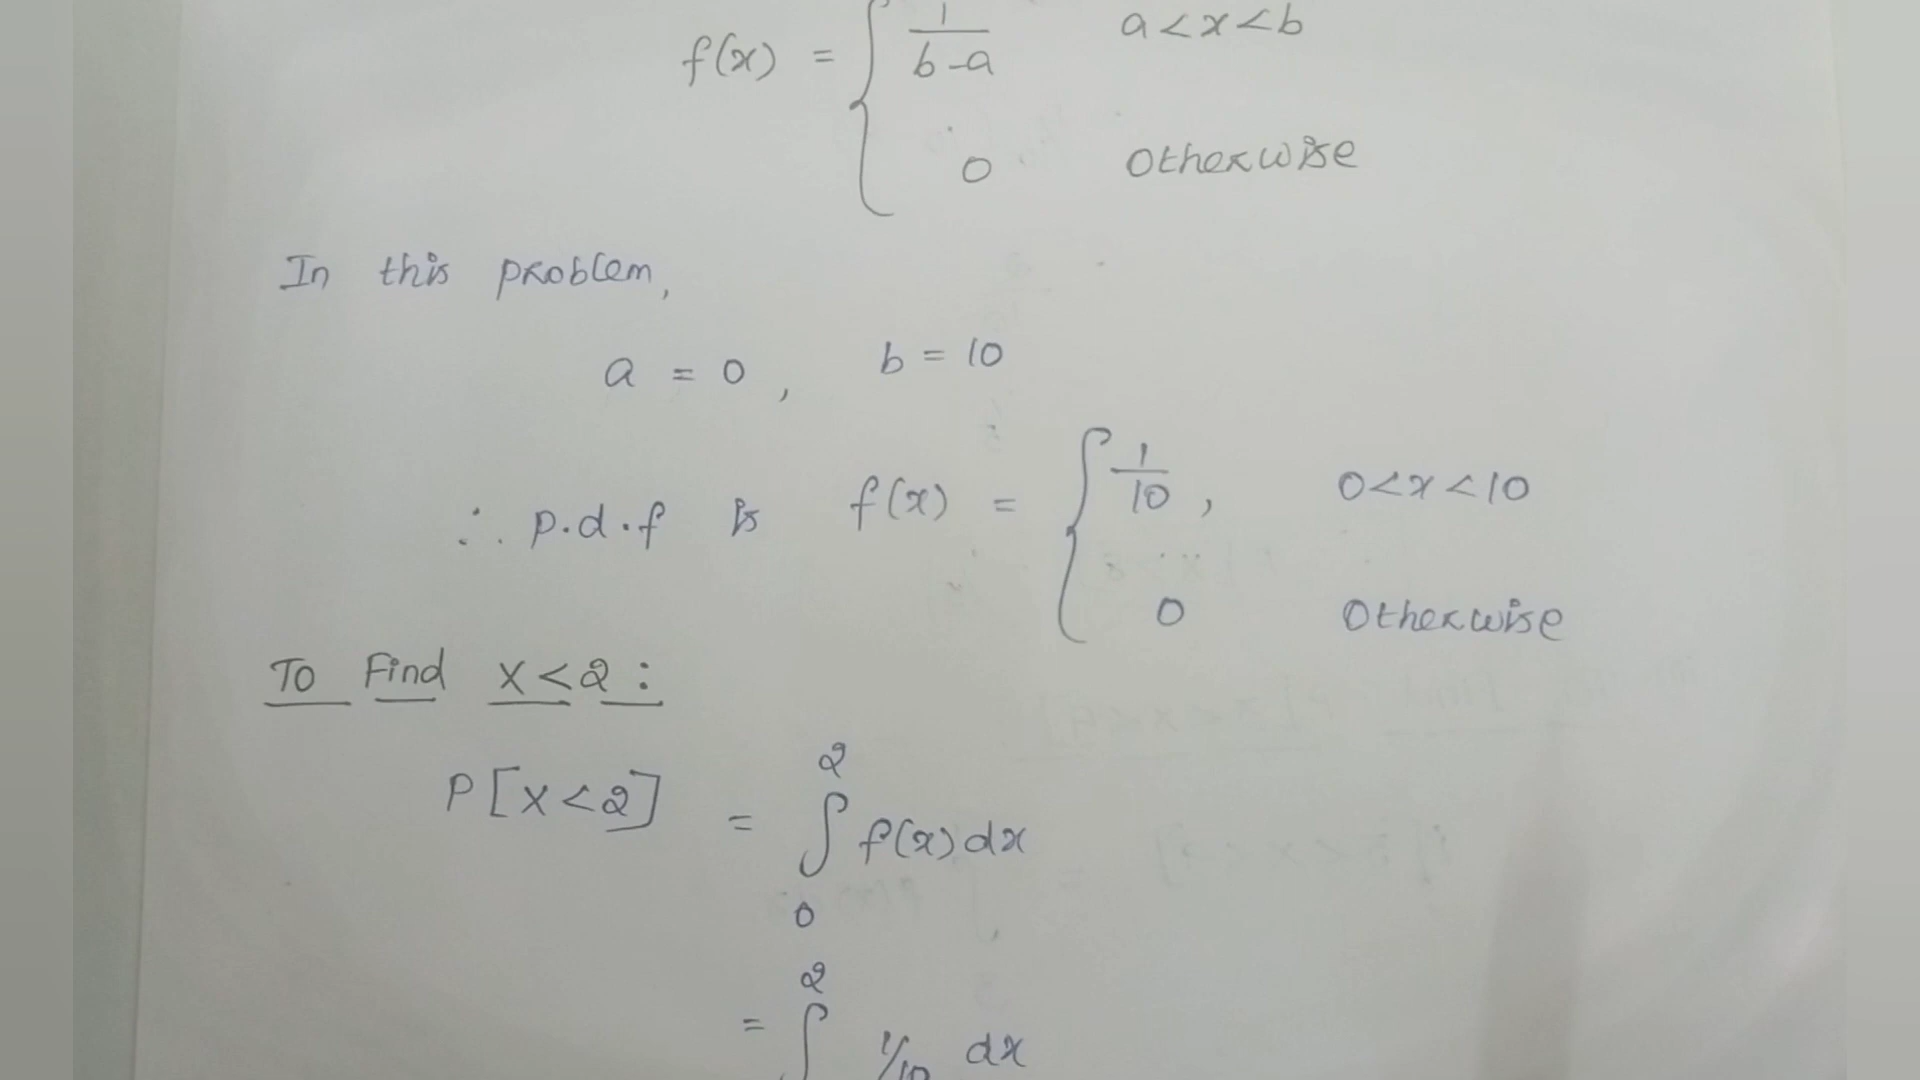 f(x) = { 1/(b-a) a<x<b
0 Otherwise
In this problem,
a = 0, b = 10
∴ p.d.f is f(x) = { 1/10, 0<x<10
0 Otherwise
To Find X<2:
P[X<2] = ∫₀² f(x)dx
= ∫² 1/10 dx